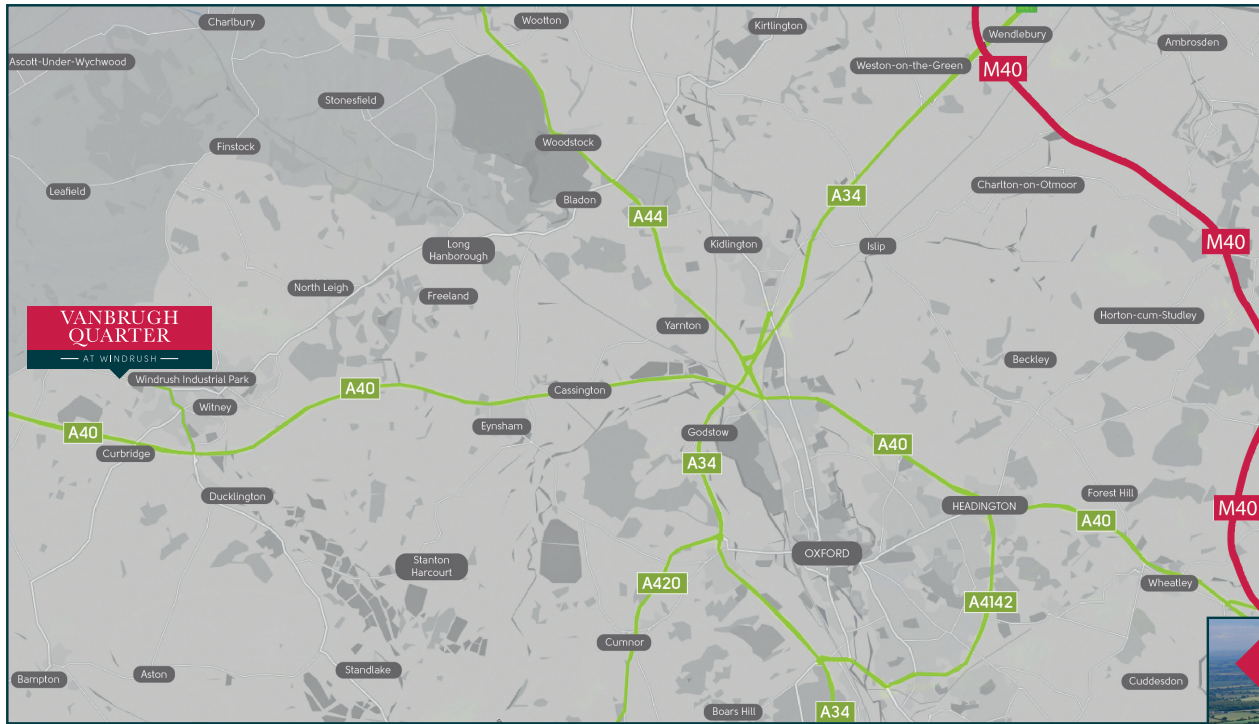 Charlbury
Wootton
Kirtlington
Wendlebury
Ambrosden
Ascott-Under-Wychwood
Weston-on-the-Green
M40
Stonesfield
Woodstock
Finstock
Leafield
Charlton-on-Otmoor
Bladon
A34
A44
Long
Hanborough
Kidlington
Islip
M40
North Leigh
Freeland
VANBRUGH
QUARTER
AT WINDRUSH
Yarnton
Horton-cum-Studley
Beckley
Windrush Industrial Park
A40
Cassington
Witney
A40
Curbridge
Eynsham
Godstow
A40
A34
Ducklington
HEADINGTON
Forest Hill
M40
A40
OXFORD
Stanton
Harcourt
A420
Wheatley
A4142
Cumnor
Bampton
Aston
Standlake
Cuddesdon
Boars Hill
A34